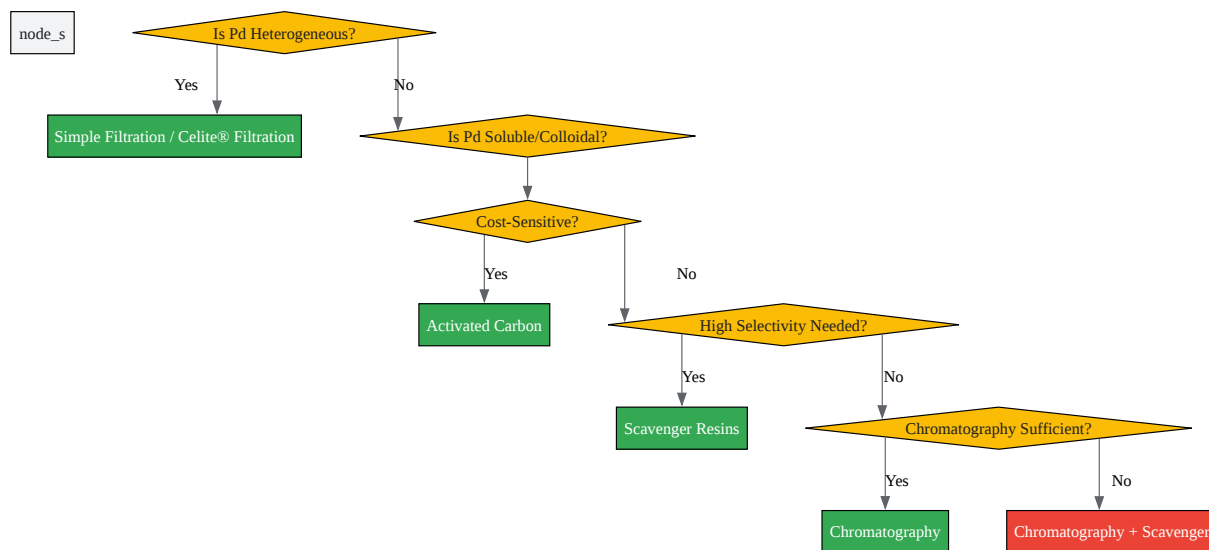 node_s
Is Pd Heterogeneous?
Yes
No
Simple Filtration / Celite® Filtration
Is Pd Soluble/Colloidal?
Cost-Sensitive?
Yes
No
Activated Carbon
High Selectivity Needed?
Yes
No
Scavenger Resins
Chromatography Sufficient?
Yes
No
Chromatography
Chromatography + Scavenger